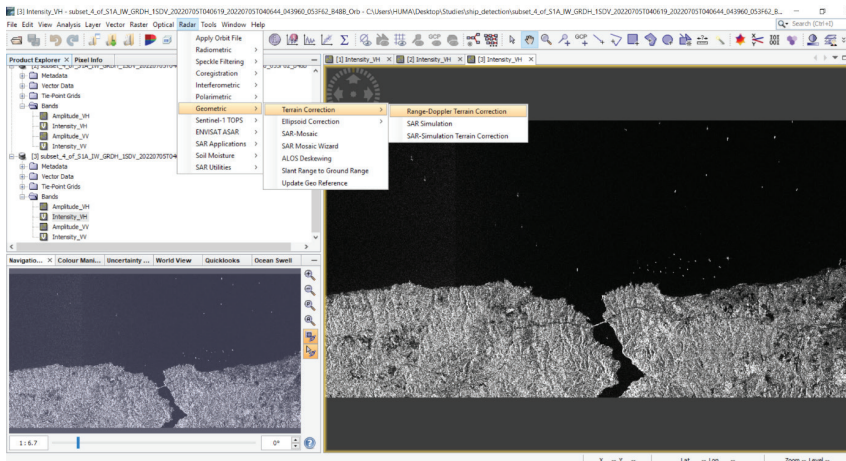 [3] Intensity_VH - subset_4_of_S1A_IW_GRDH_1SDV_20220705T040619_20220705T040644_043960_053F62_B4BB_Orb - C:\Users\HUMA\Desktop\Studies\ship_detection\subset_4_of_S1A_IW_GRDH_1SDV_20220705T040619_20220705T040644_043960_053F62_B...
File Edit View Analysis Layer Vector Raster Optical Radar Tools Window Help
Search (Ctrl+I)
Product Explorer × Pixel Info
Metadata
Vector Data
Tie-Point Grids
Bands
Amplitude_VH
Intensity_VH
Amplitude_VV
Intensity_VV
[3] subset_4_of_S1A_IW_GRDH_1SDV_20220705T04
Metadata
Vector Data
Tie-Point Grids
Bands
Amplitude_VH
Intensity_VH
Amplitude_VV
Intensity_VV
Apply Orbit File
Radiometric >
Speckle Filtering >
Coregistration >
Interferometric >
Polarimetric >
Geometric >
Sentinel-1 TOPS >
ENVISAT ASAR >
SAR Applications >
Soil Moisture >
SAR Utilities >
Terrain Correction >
Ellipsoid Correction >
SAR-Mosaic
SAR Mosaic Wizard
ALOS Deskewing
Slant Range to Ground Range
Update Geo Reference
Range-Doppler Terrain Correction
SAR Simulation
SAR-Simulation Terrain Correction
[1] Intensity_VH × [2] Intensity_VH × [3] Intensity_VH ×
Navigatio... × Colour Mani... Uncertainty ... World View Quicklooks Ocean Swell
1 : 6.7
0°
X -- Y -- Lat -- Lon -- Zoom -- Level --